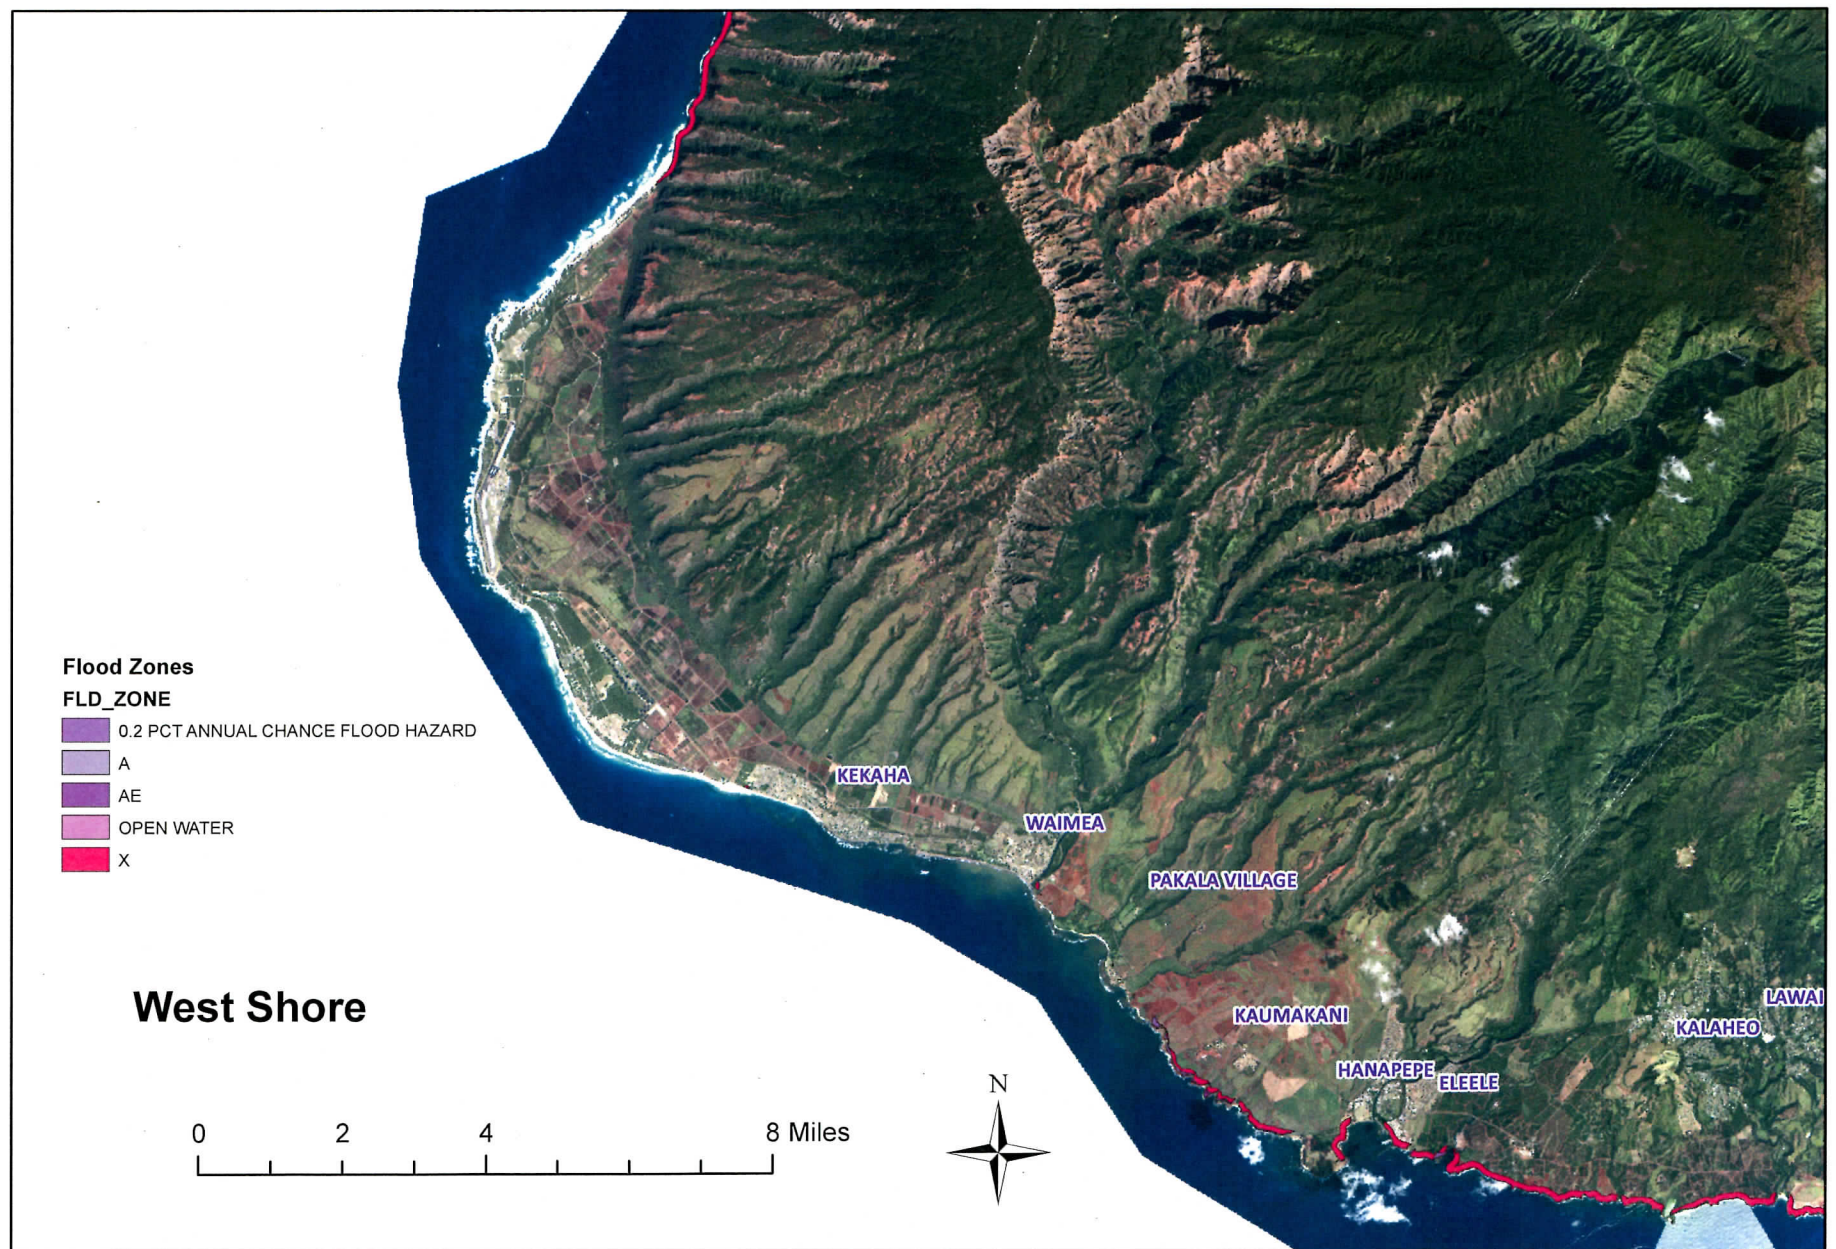 Flood Zones
FLD_ZONE
0.2 PCT ANNUAL CHANCE FLOOD HAZARD
A
AE
OPEN WATER
X
KEKAHA
WAIMEA
PAKALA VILLAGE
West Shore
KAUMAKANI
LAWAI
KALAHEO
HANAPEPE
ELEELE
N
0 2 4 8 Miles